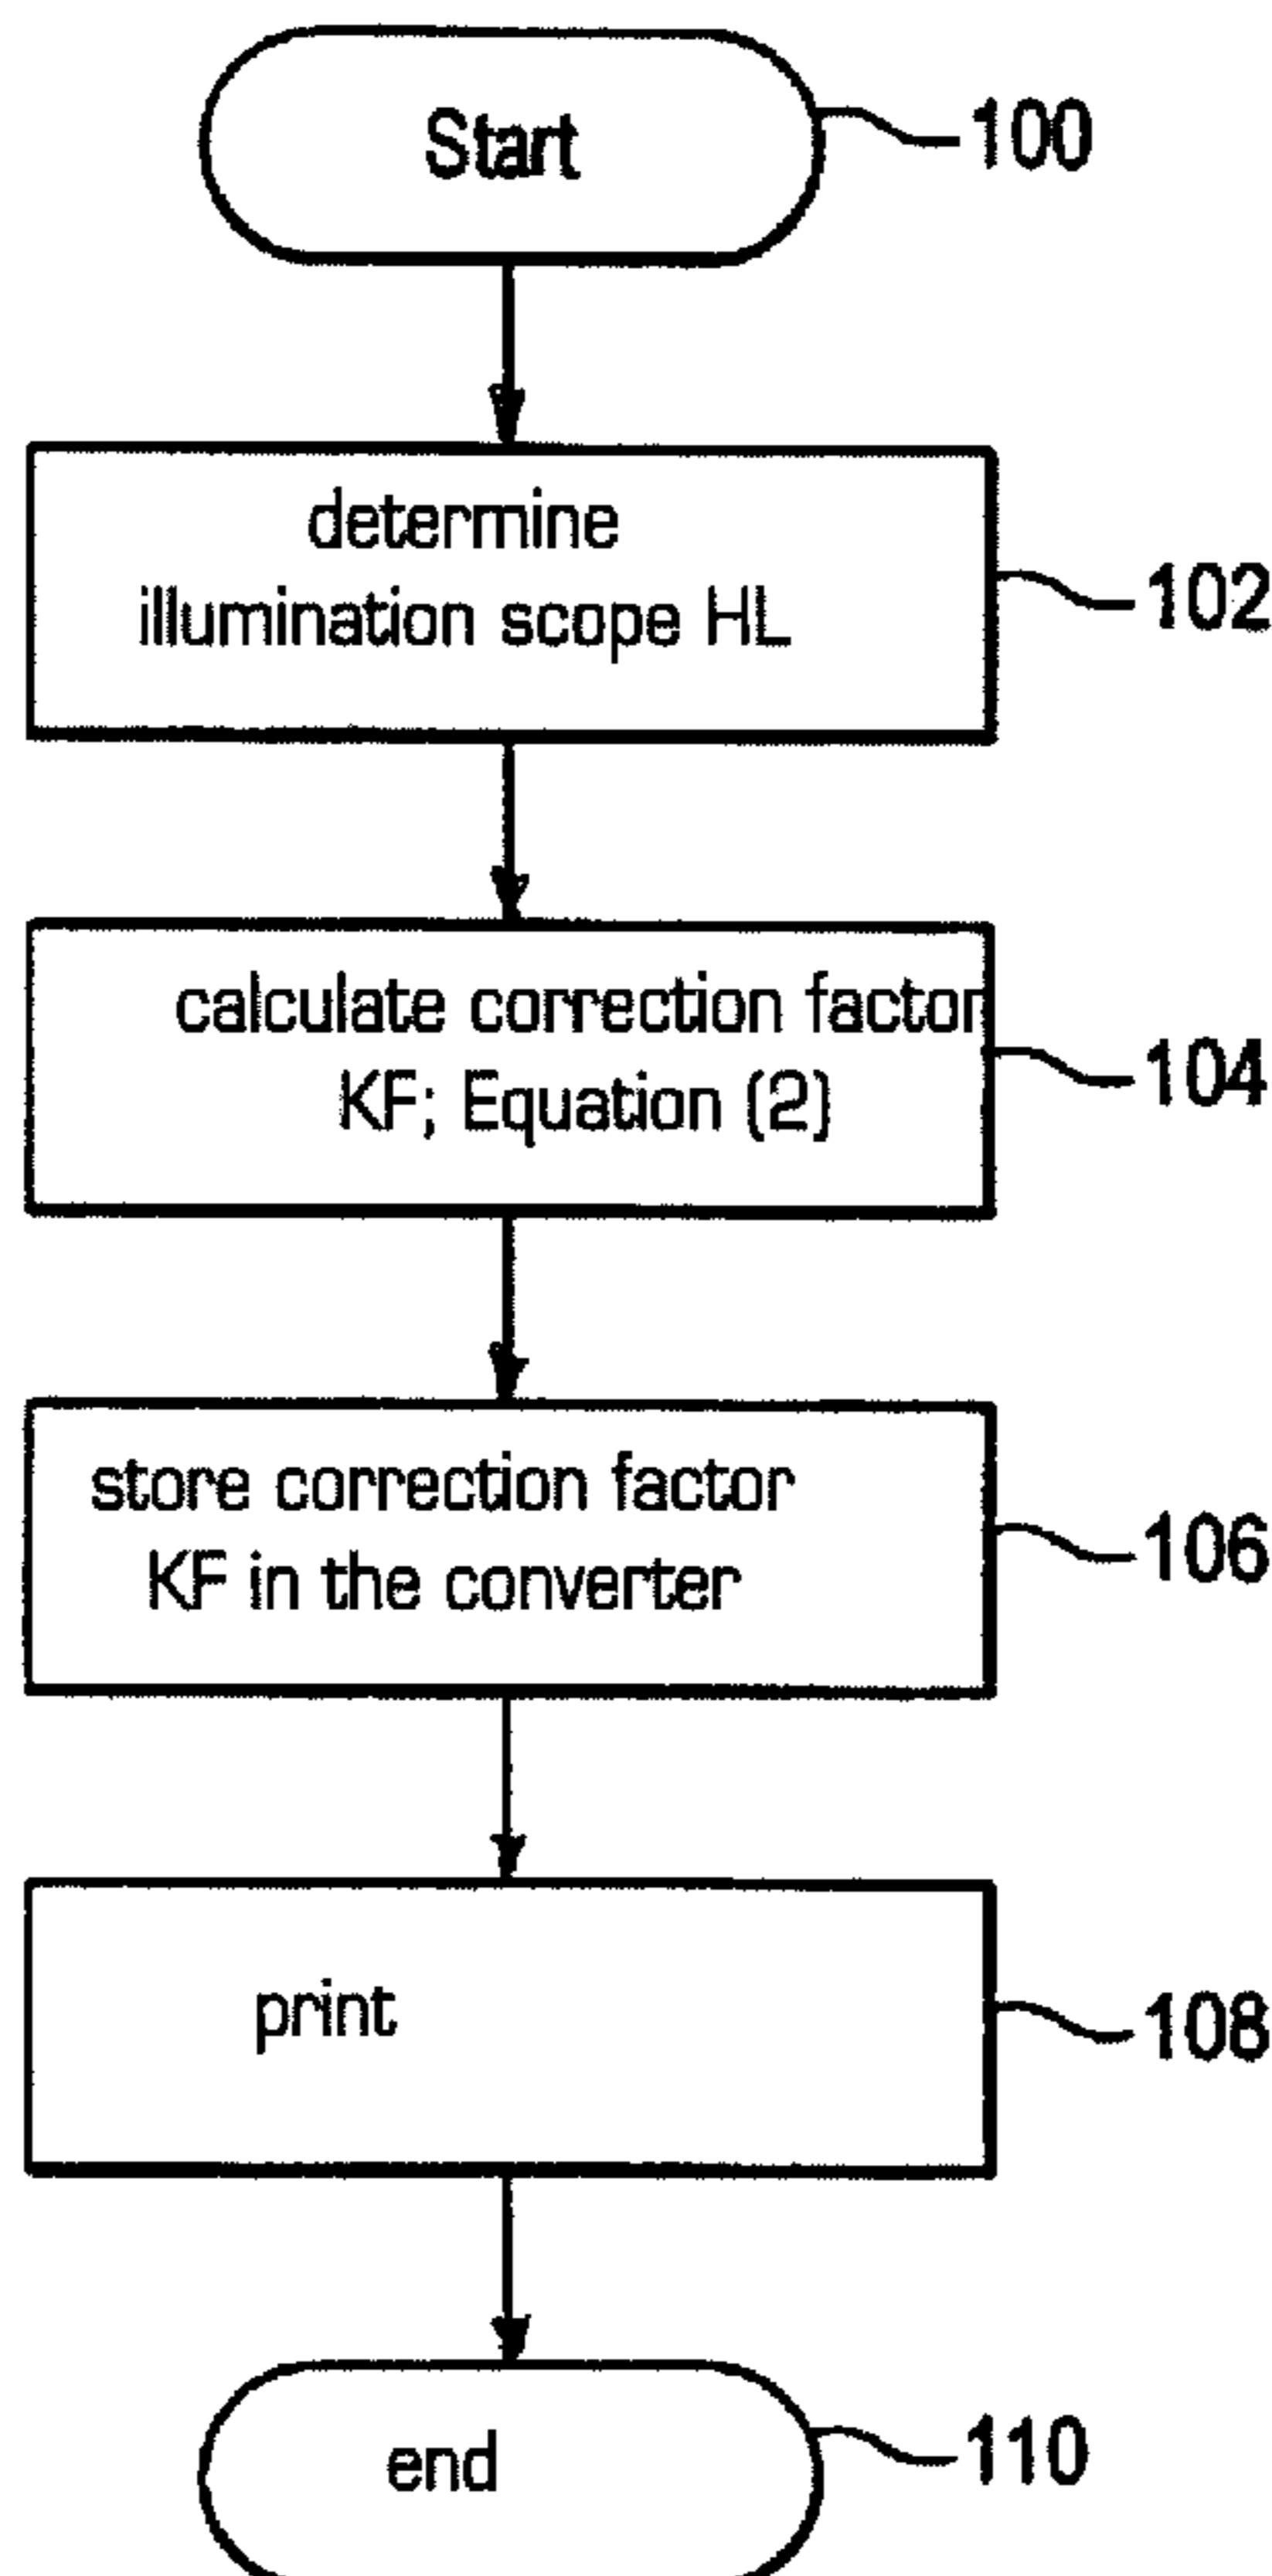 Start
100
determine
illumination scope HL
102
calculate correction factor
KF; Equation (2)
104
store correction factor
KF in the converter
106
print
108
end
110